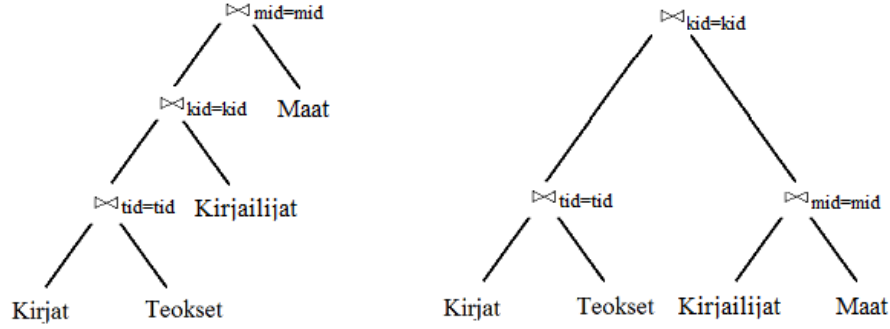 ⋈mid=mid
⋈kid=kid
⋈kid=kid
Maat
⋈tid=tid
Kirjailijat
⋈tid=tid
⋈mid=mid
Kirjat
Teokset
Kirjat
Teokset
Kirjailijat
Maat